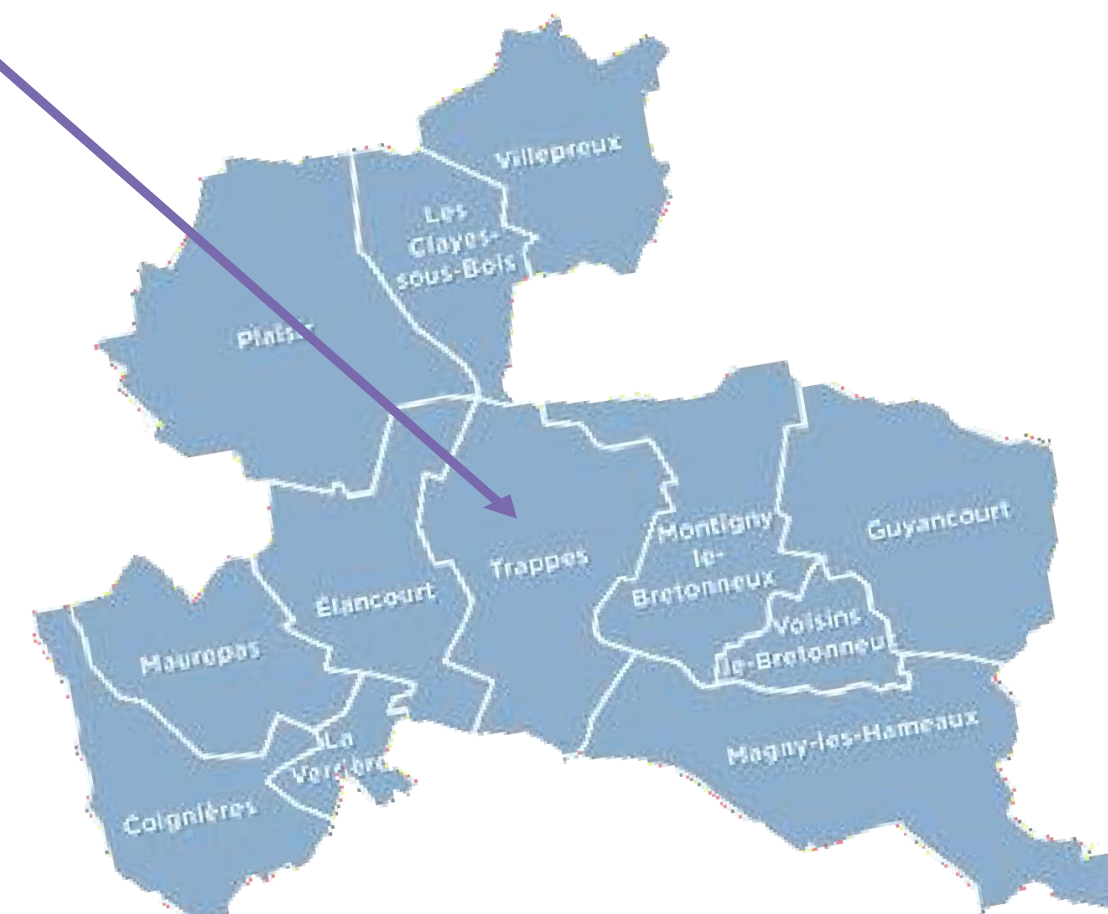 Villepreux
Les
Clayes-
sous-Bois
Plaisir
Guyancourt
Montigny
le-
Bretonneux
Trappes
Élancourt
Voisins
le-Bretonneux
Maurepas
Magny-les-Hameaux
La
Verrière
Coignières